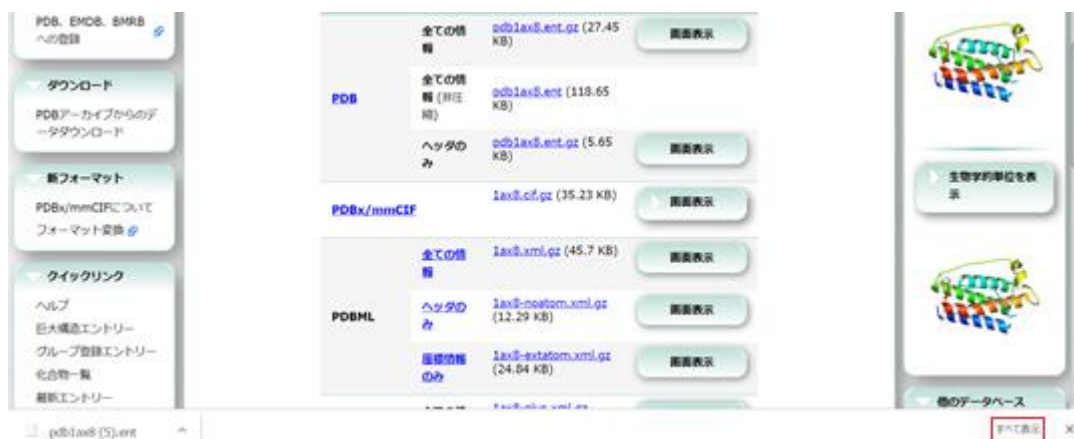 PDB、EMDB、BMRB
への登録
ダウンロード
PDBアーカイブからのデ
ータダウンロード
新フォーマット
PDBx/mmCIFについて
フォーマット変換
クイックリンク
ヘルプ
巨大構造エントリー
グループ登録エントリー
化合物一覧
最新エントリー
PDB
全ての情
報
pdb1ax8.ent.gz (27.45
KB)
画面表示
全ての情
報 (非圧
縮)
pdb1ax8.ent (118.65
KB)
ヘッダの
み
pdb1ax8.ent.gz (5.65
KB)
画面表示
PDBx/mmCIF
1ax8.cif.gz (35.23 KB)
画面表示
PDBML
全ての情
報
1ax8.xml.gz (45.7 KB)
画面表示
ヘッダの
み
1ax8-noatom.xml.gz
(12.29 KB)
画面表示
座標情報
のみ
1ax8-extatom.xml.gz
(24.84 KB)
画面表示
生物学的単位を表
示
他のデータベース
pdb1ax8 (5).ent
すべて表示